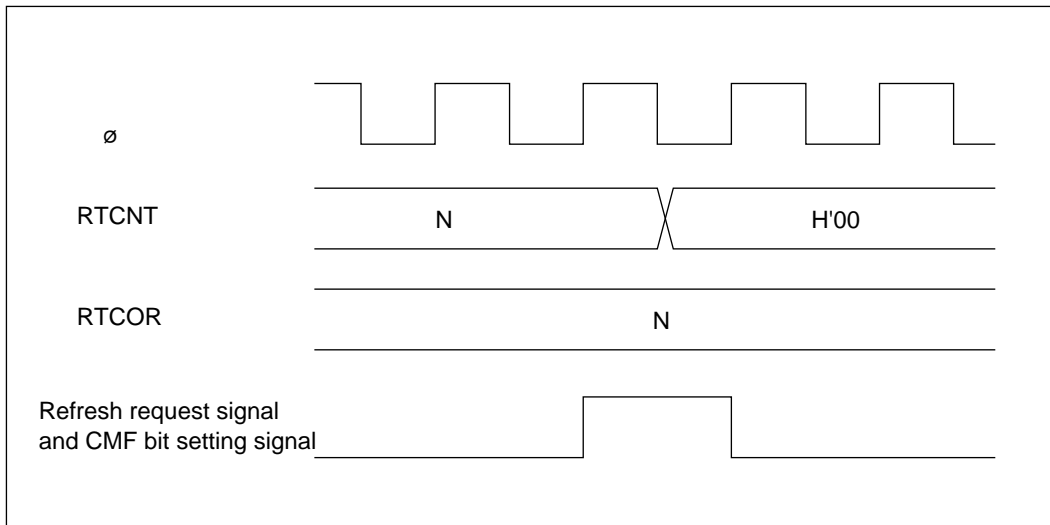 ø
RTCNT
N
H'00
RTCOR
N
Refresh request signal
and CMF bit setting signal